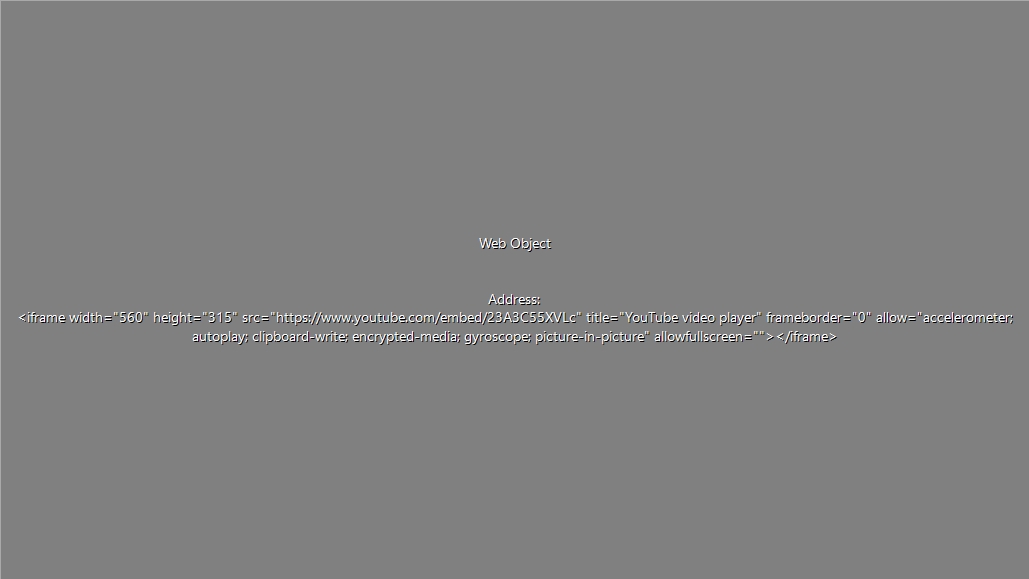 Web Object
Address:
<iframe width="560" height="315" src="https://www.youtube.com/embed/23A3C55XVLc" title="YouTube video player" frameborder="0" allow="accelerometer;
autoplay; clipboard-write; encrypted-media; gyroscope; picture-in-picture" allowfullscreen=""></iframe>